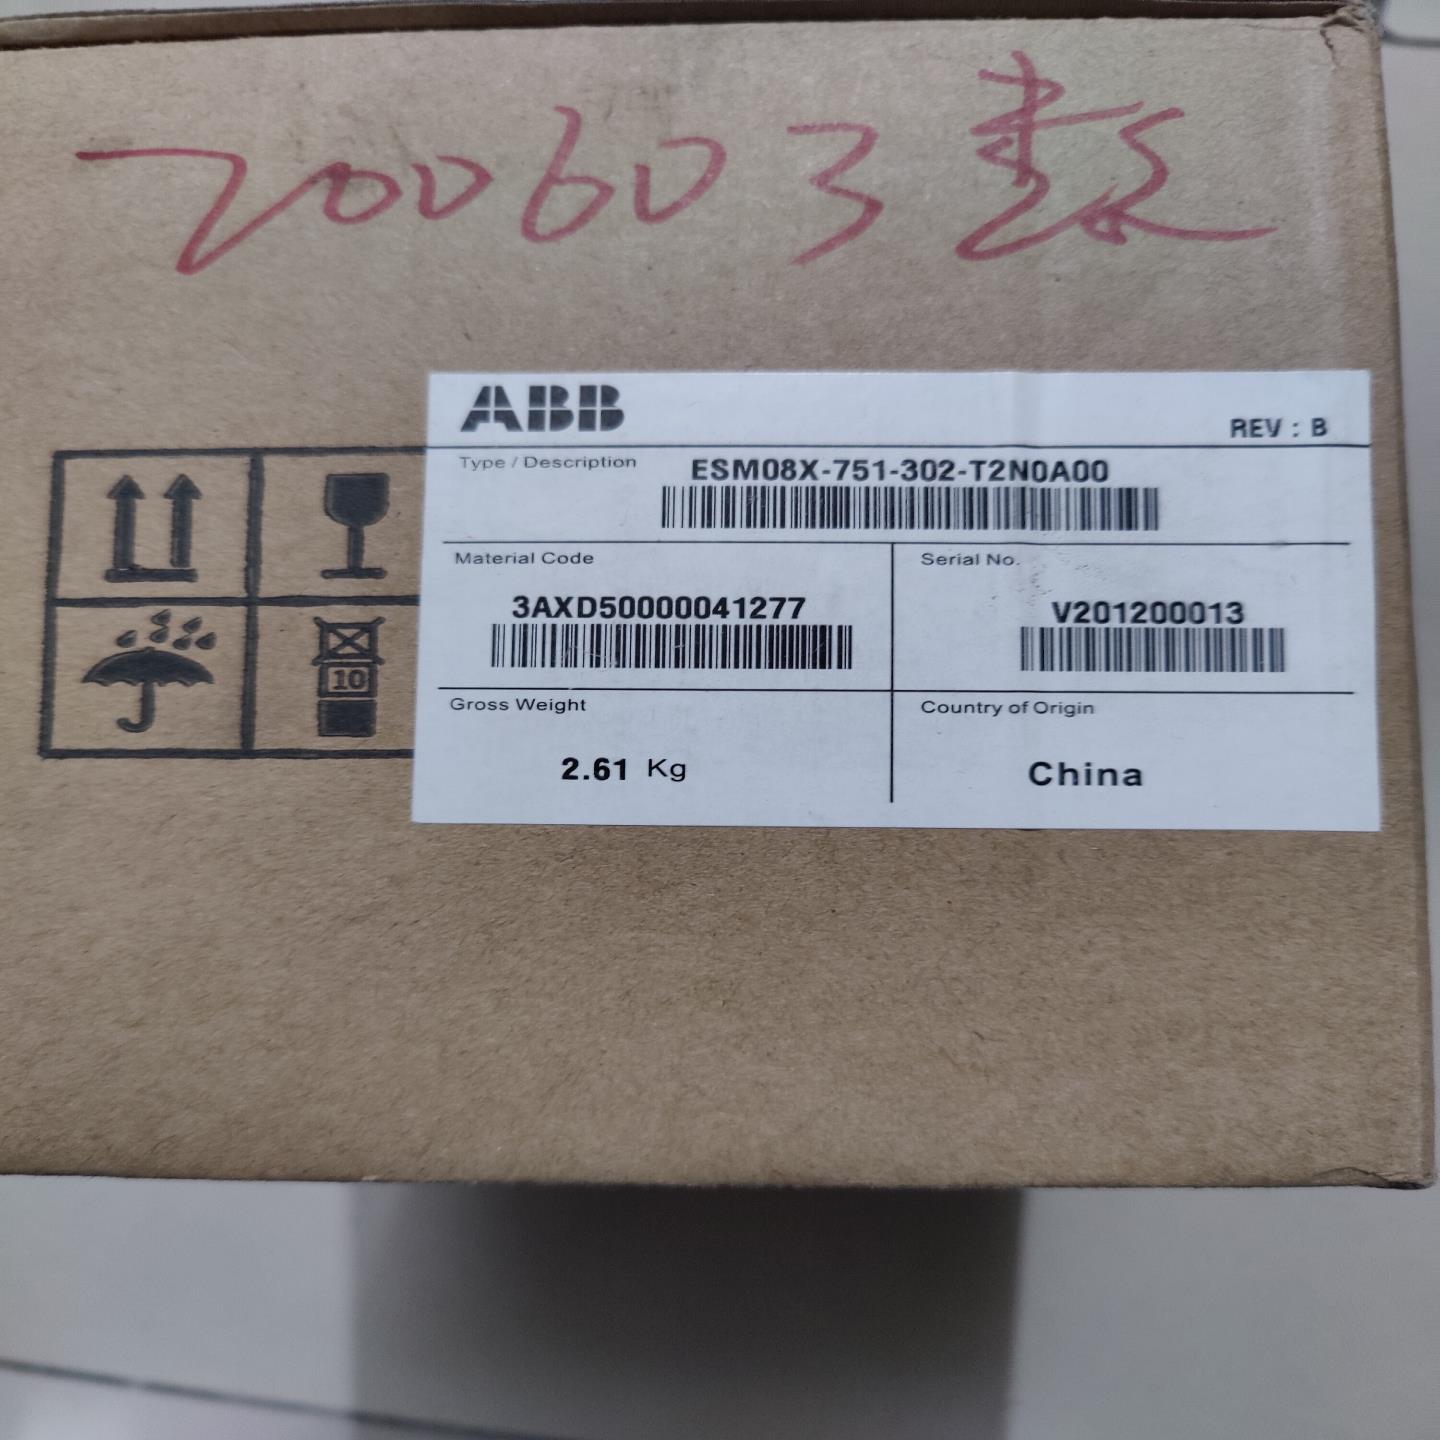 200603
ABB
REV : B
Type / Description ESM08X-751-302-T2N0A00
Material Code
3AXD50000041277
Serial No.
V201200013
Gross Weight
2.61 Kg
Country of Origin
China
10